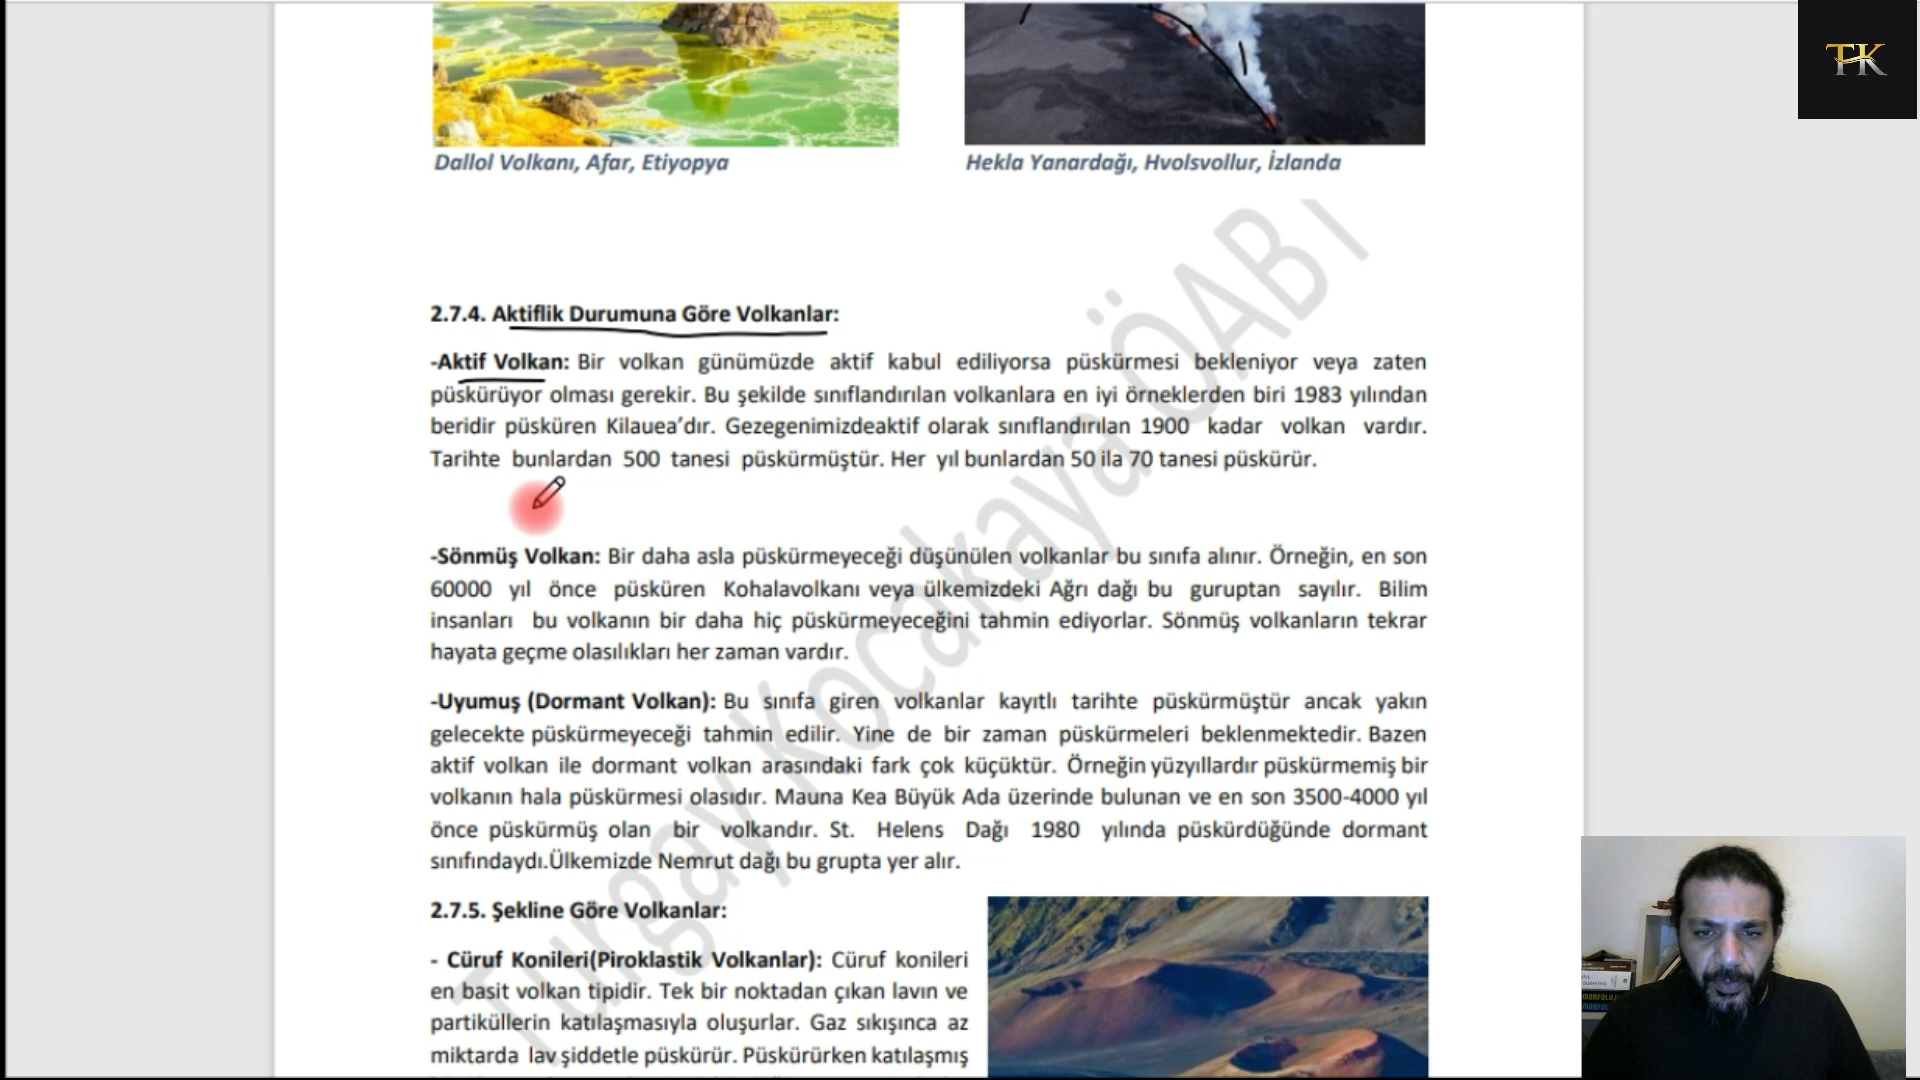 TK
Dallol Volkanı, Afar, Etiyopya
Hekla Yanardağı, Hvolsvollur, İzlanda
2.7.4. Aktiflik Durumuna Göre Volkanlar:
-Aktif Volkan: Bir volkan günümüzde aktif kabul ediliyorsa püskürmesi bekleniyor veya zaten
püskürüyor olması gerekir. Bu şekilde sınıflandırılan volkanlara en iyi örneklerden biri 1983 yılından
beridir püsküren Kilauea’dır. Gezegenimizdeaktif olarak sınıflandırılan 1900 kadar volkan vardır.
Tarihte bunlardan 500 tanesi püskürmüştür. Her yıl bunlardan 50 ila 70 tanesi püskürür.
-Sönmüş Volkan: Bir daha asla püskürmeyeceği düşünülen volkanlar bu sınıfa alınır. Örneğin, en son
60000 yıl önce püsküren Kohalavolkanı veya ülkemizdeki Ağrı dağı bu guruptan sayılır. Bilim
insanları bu volkanın bir daha hiç püskürmeyeceğini tahmin ediyorlar. Sönmüş volkanların tekrar
hayata geçme olasılıkları her zaman vardır.
-Uyumuş (Dormant Volkan): Bu sınıfa giren volkanlar kayıtlı tarihte püskürmüştür ancak yakın
gelecekte püskürmeyeceği tahmin edilir. Yine de bir zaman püskürmeleri beklenmektedir. Bazen
aktif volkan ile dormant volkan arasındaki fark çok küçüktür. Örneğin yüzyıllardır püskürmemiş bir
volkanın hala püskürmesi olasıdır. Mauna Kea Büyük Ada üzerinde bulunan ve en son 3500-4000 yıl
önce püskürmüş olan bir volkandır. St. Helens Dağı 1980 yılında püskürdüğünde dormant
sınıfındaydı.Ülkemizde Nemrut dağı bu grupta yer alır.
2.7.5. Şekline Göre Volkanlar:
- Cüruf Konileri(Piroklastik Volkanlar): Cüruf konileri
en basit volkan tipidir. Tek bir noktadan çıkan lavın ve
partiküllerin katılaşmasıyla oluşurlar. Gaz sıkışınca az
miktarda lav şiddetle püskürür. Püskürürken katılaşmış
Turgay Kocakaya ÖABT